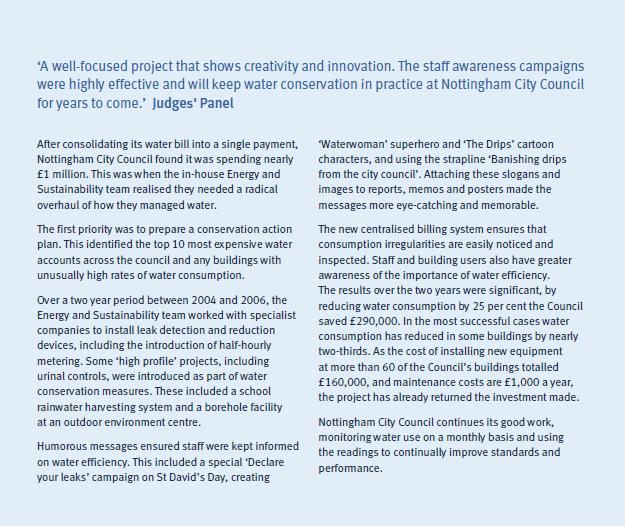 ‘A well-focused project that shows creativity and innovation. The staff awareness campaigns
were highly effective and will keep water conservation in practice at Nottingham City Council
for years to come.’ Judges' Panel
After consolidating its water bill into a single payment,
Nottingham City Council found it was spending nearly
£1 million. This was when the in-house Energy and
Sustainability team realised they needed a radical
overhaul of how they managed water.
The first priority was to prepare a conservation action
plan. This identified the top 10 most expensive water
accounts across the council and any buildings with
unusually high rates of water consumption.
Over a two year period between 2004 and 2006, the
Energy and Sustainability team worked with specialist
companies to install leak detection and reduction
devices, including the introduction of half-hourly
metering. Some ‘high profile’ projects, including
urinal controls, were introduced as part of water
conservation measures. These included a school
rainwater harvesting system and a borehole facility
at an outdoor environment centre.
Humorous messages ensured staff were kept informed
on water efficiency. This included a special ‘Declare
your leaks’ campaign on St David’s Day, creating
‘Waterwoman’ superhero and ‘The Drips’ cartoon
characters, and using the strapline ‘Banishing drips
from the city council’. Attaching these slogans and
images to reports, memos and posters made the
messages more eye-catching and memorable.
The new centralised billing system ensures that
consumption irregularities are easily noticed and
inspected. Staff and building users also have greater
awareness of the importance of water efficiency.
The results over the two years were significant, by
reducing water consumption by 25 per cent the Council
saved £290,000. In the most successful cases water
consumption has reduced in some buildings by nearly
two-thirds. As the cost of installing new equipment
at more than 60 of the Council’s buildings totalled
£160,000, and maintenance costs are £1,000 a year,
the project has already returned the investment made.
Nottingham City Council continues its good work,
monitoring water use on a monthly basis and using
the readings to continually improve standards and
performance.